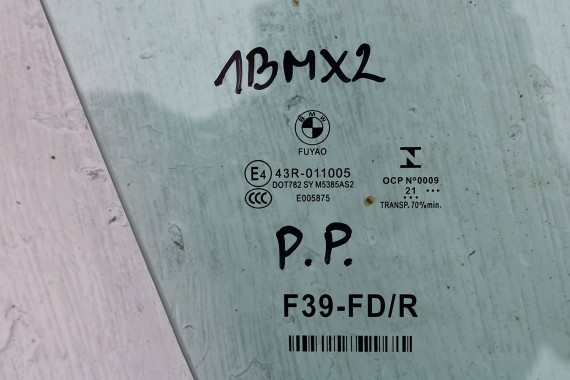 1BMX2
BMW
FUYAO
E4 43R-011005
DOT782 SY M5385AS2
CCC E005875
OCP Nº0009
21 •••
•••
TRANSP. 70% min.
P.P.
F39-FD/R